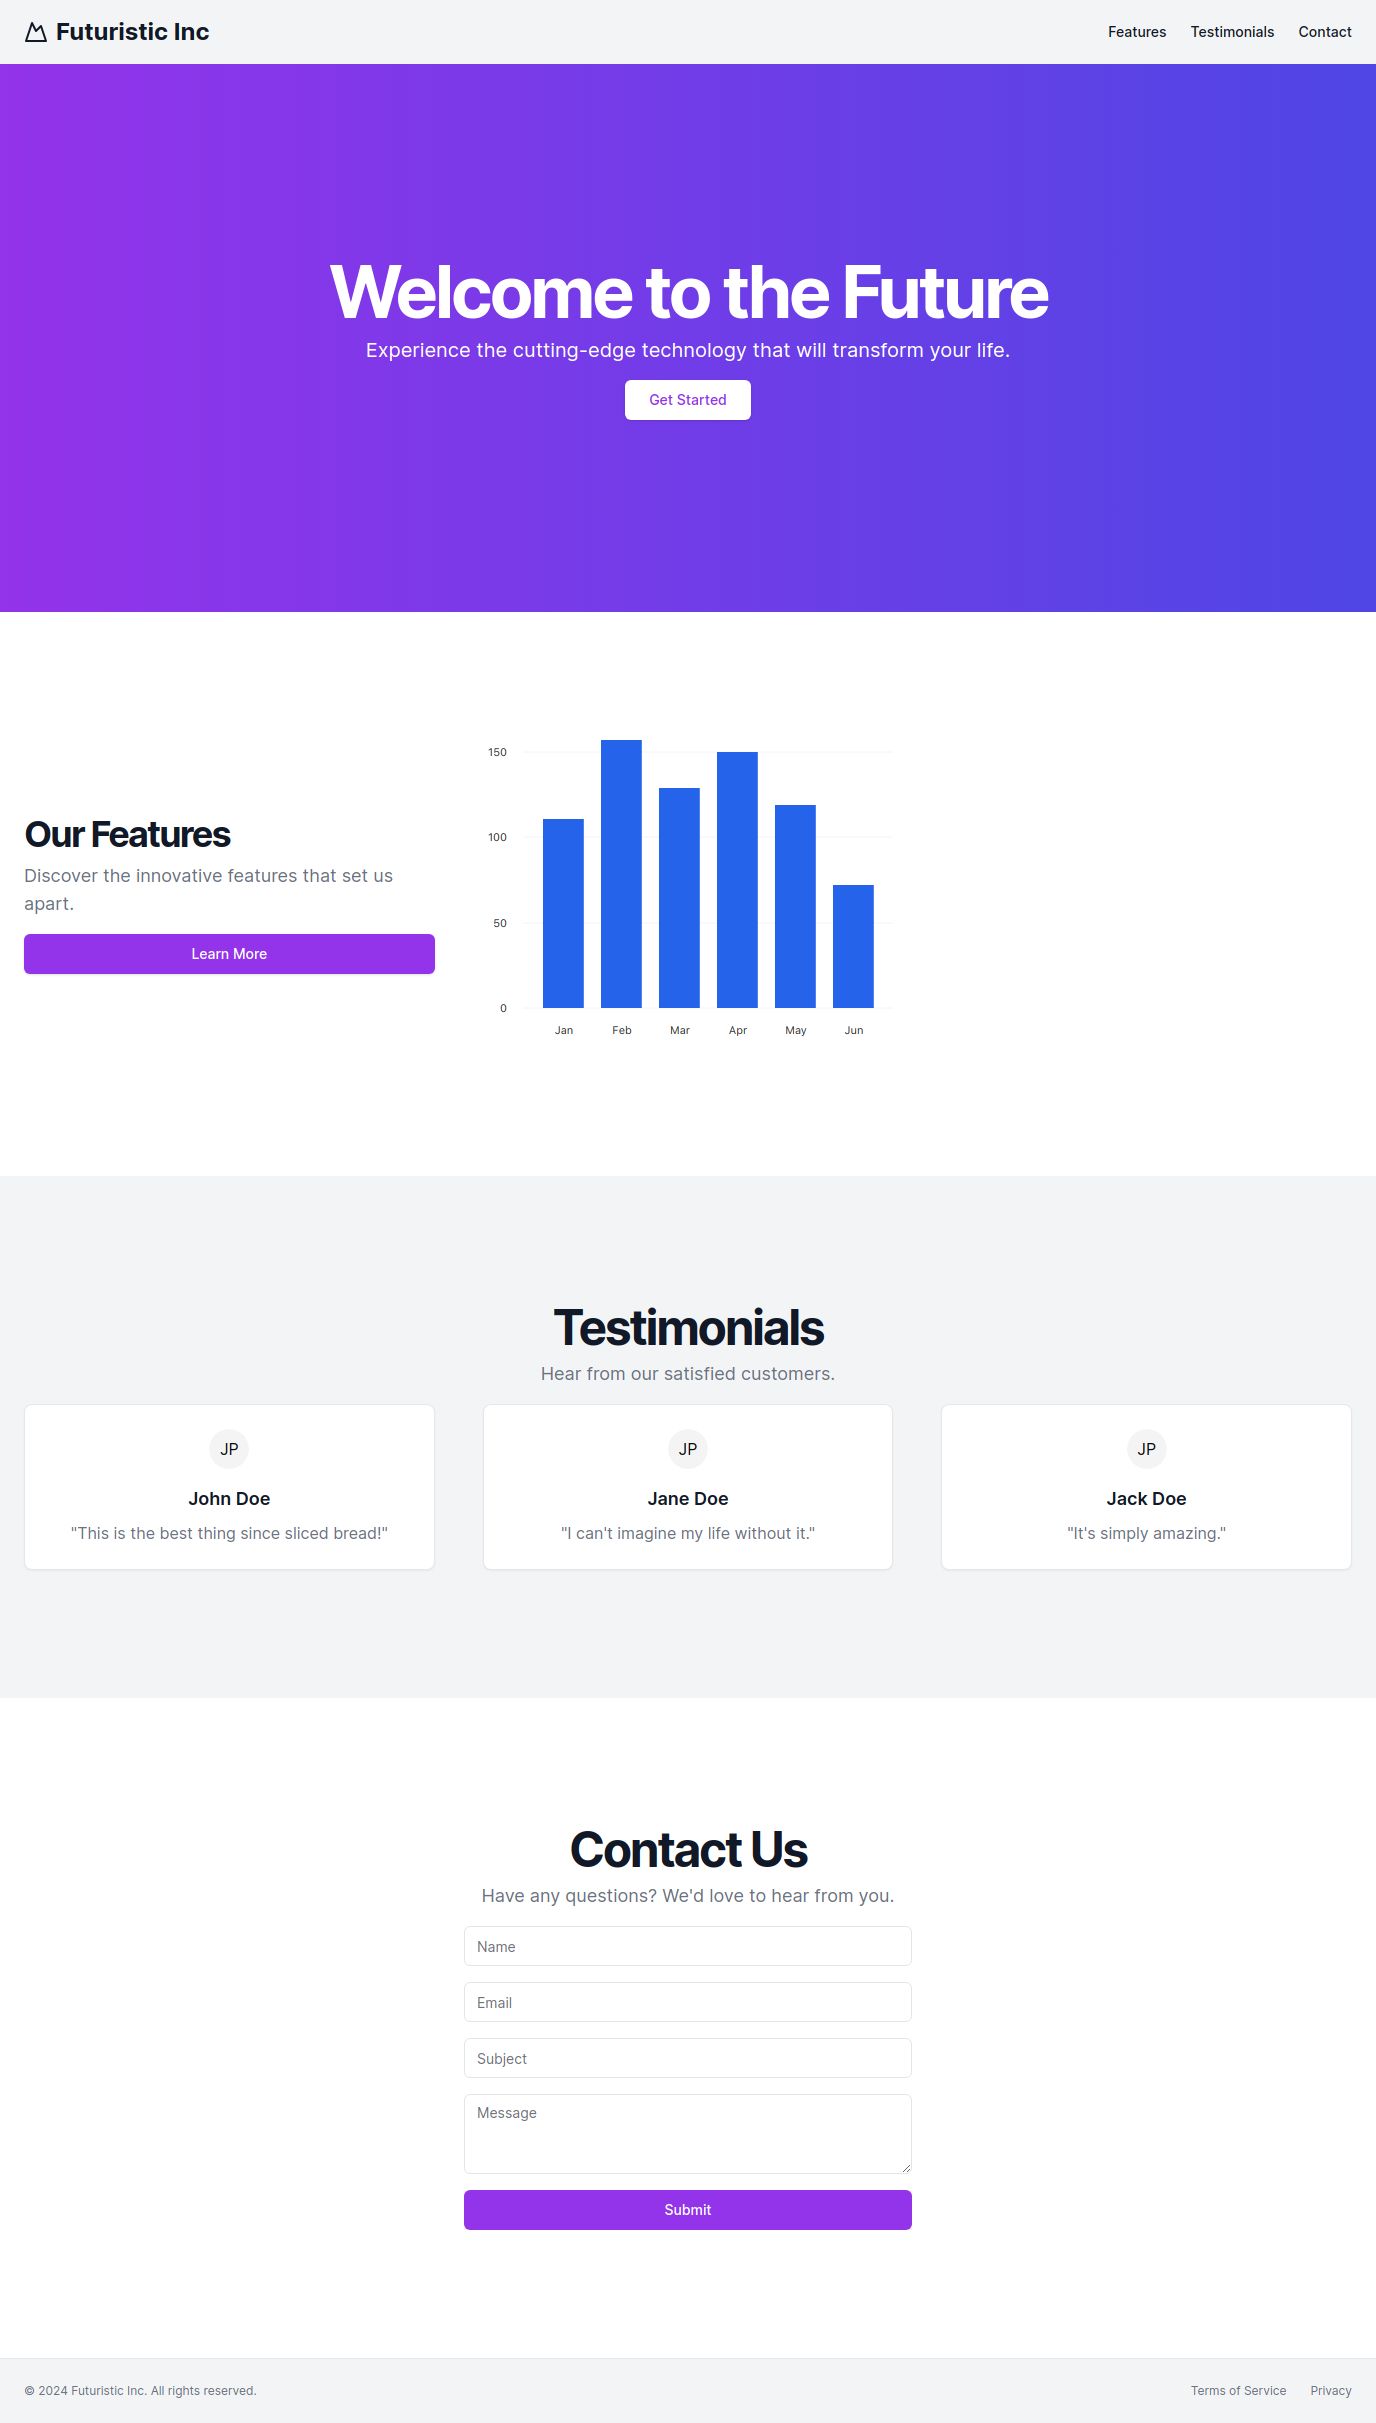 Futuristic Inc
Features
Testimonials
Contact
Welcome to the Future
Experience the cutting-edge technology that will transform your life.
Get Started
Our Features
Discover the innovative features that set us
apart.
Learn More
150
100
50
0
Jan
Feb
Mar
Apr
May
Jun
Testimonials
Hear from our satisfied customers.
JP
John Doe
"This is the best thing since sliced bread!"
JP
Jane Doe
"I can't imagine my life without it."
JP
Jack Doe
"It's simply amazing."
Contact Us
Have any questions? We'd love to hear from you.
Name
Email
Subject
Message
Submit
© 2024 Futuristic Inc. All rights reserved.
Terms of Service
Privacy